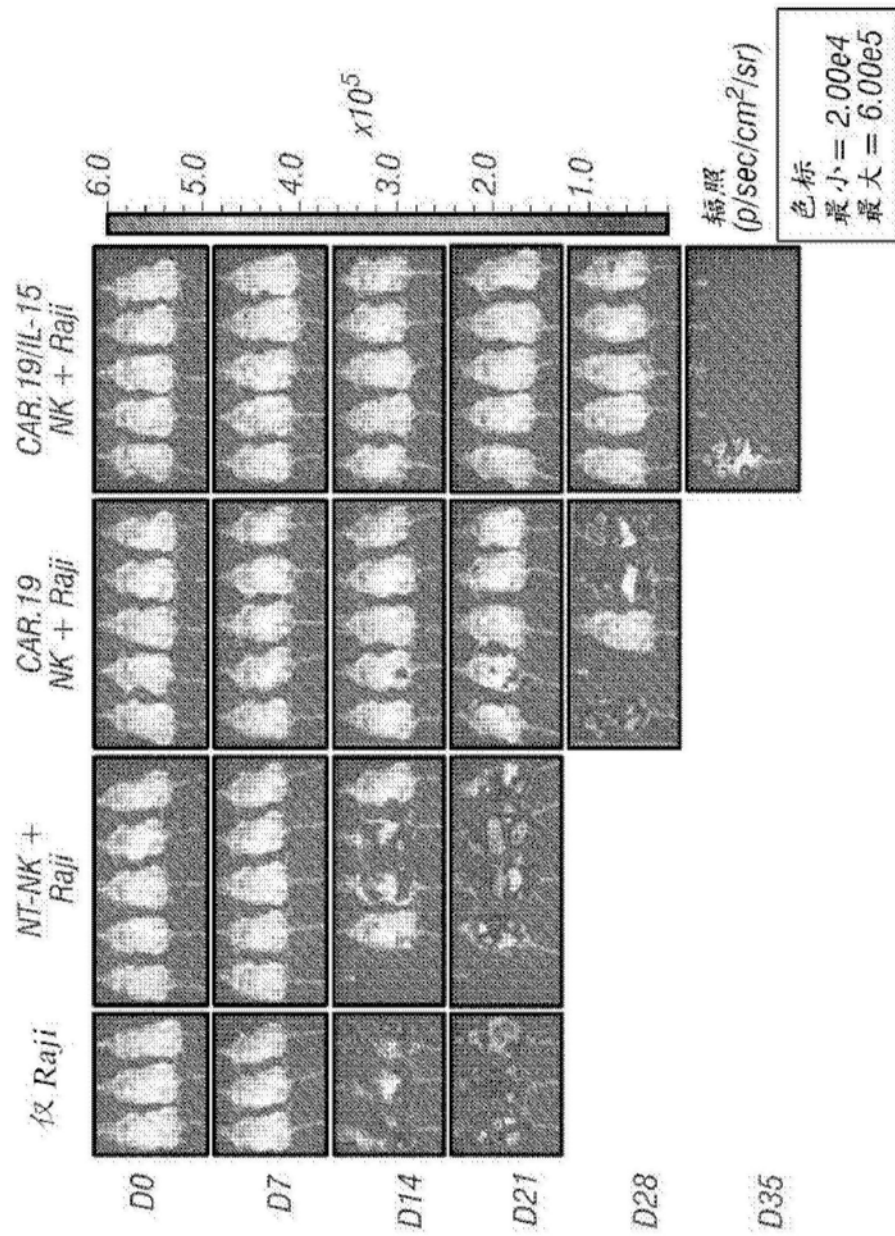 仅 Raji
NT-NK +
Raji
CAR.19
NK + Raji
CAR.19/IL-15
NK + Raji
D0
D7
D14
D21
D28
D35
6.0
5.0
4.0
x10⁵
3.0
2.0
1.0
辐照
(p/sec/cm²/sr)
色标
最小 = 2.00e4
最大 = 6.00e5